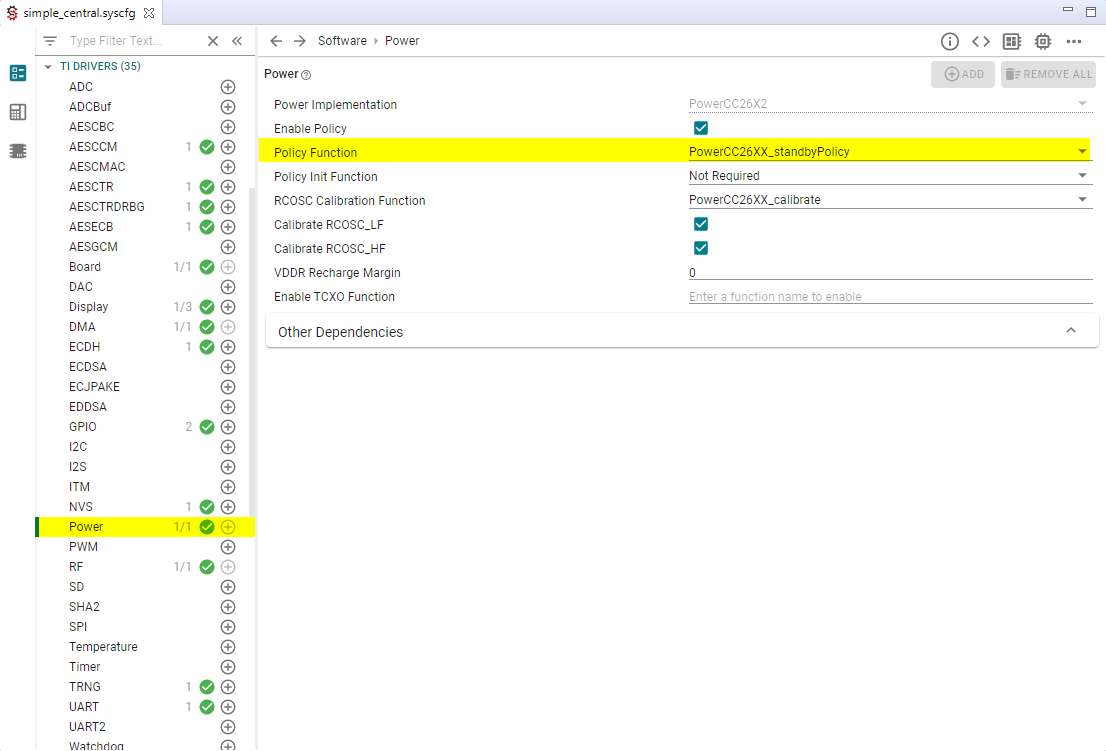 simple_central.syscfg
Type Filter Text...
Software Power
TI DRIVERS (35)
ADC
ADCBuf
AESCBC
AESCCM 1
AESCMAC
AESCTR 1
AESCTRDRBG 1
AESECB 1
AESGCM
Board 1/1
DAC
Display 1/3
DMA 1/1
ECDH 1
ECDSA
ECJPAKE
EDDSA
GPIO 2
I2C
I2S
ITM
NVS 1
Power 1/1
PWM
RF 1/1
SD
SHA2
SPI
Temperature
Timer
TRNG 1
UART 1
UART2
Watchdog
Power
ADD REMOVE ALL
Power Implementation PowerCC26X2
Enable Policy
Policy Function PowerCC26XX_standbyPolicy
Policy Init Function Not Required
RCOSC Calibration Function PowerCC26XX_calibrate
Calibrate RCOSC_LF
Calibrate RCOSC_HF
VDDR Recharge Margin 0
Enable TCXO Function Enter a function name to enable
Other Dependencies